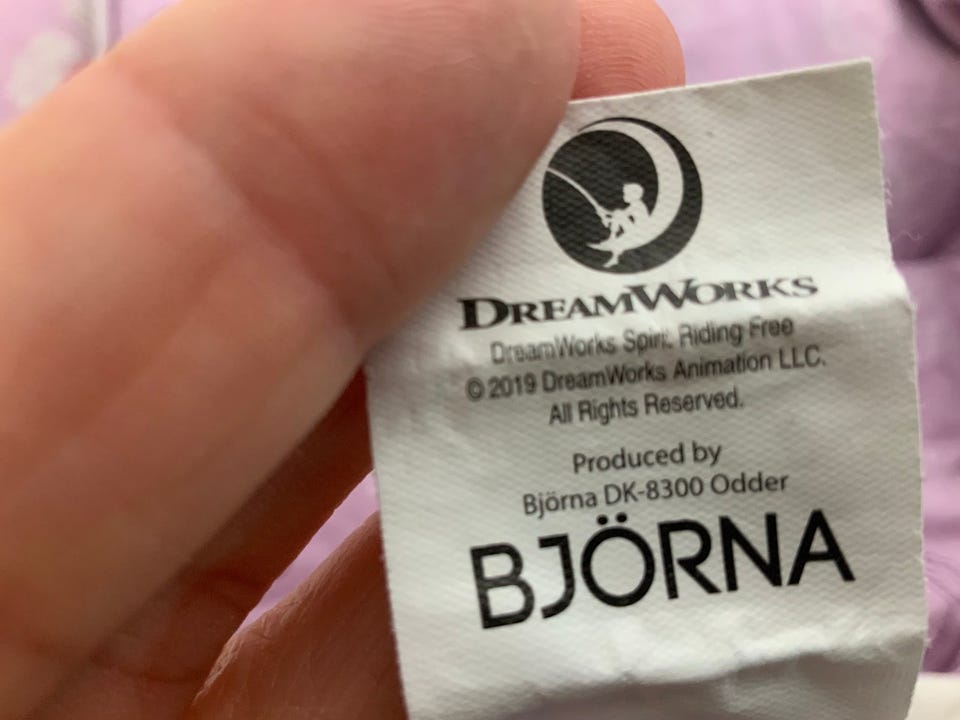 DREAMWORKS
DreamWorks Spirit: Riding Free
© 2019 DreamWorks Animation LLC.
All Rights Reserved.
Produced by
Björna DK-8300 Odder
BJÖRNA